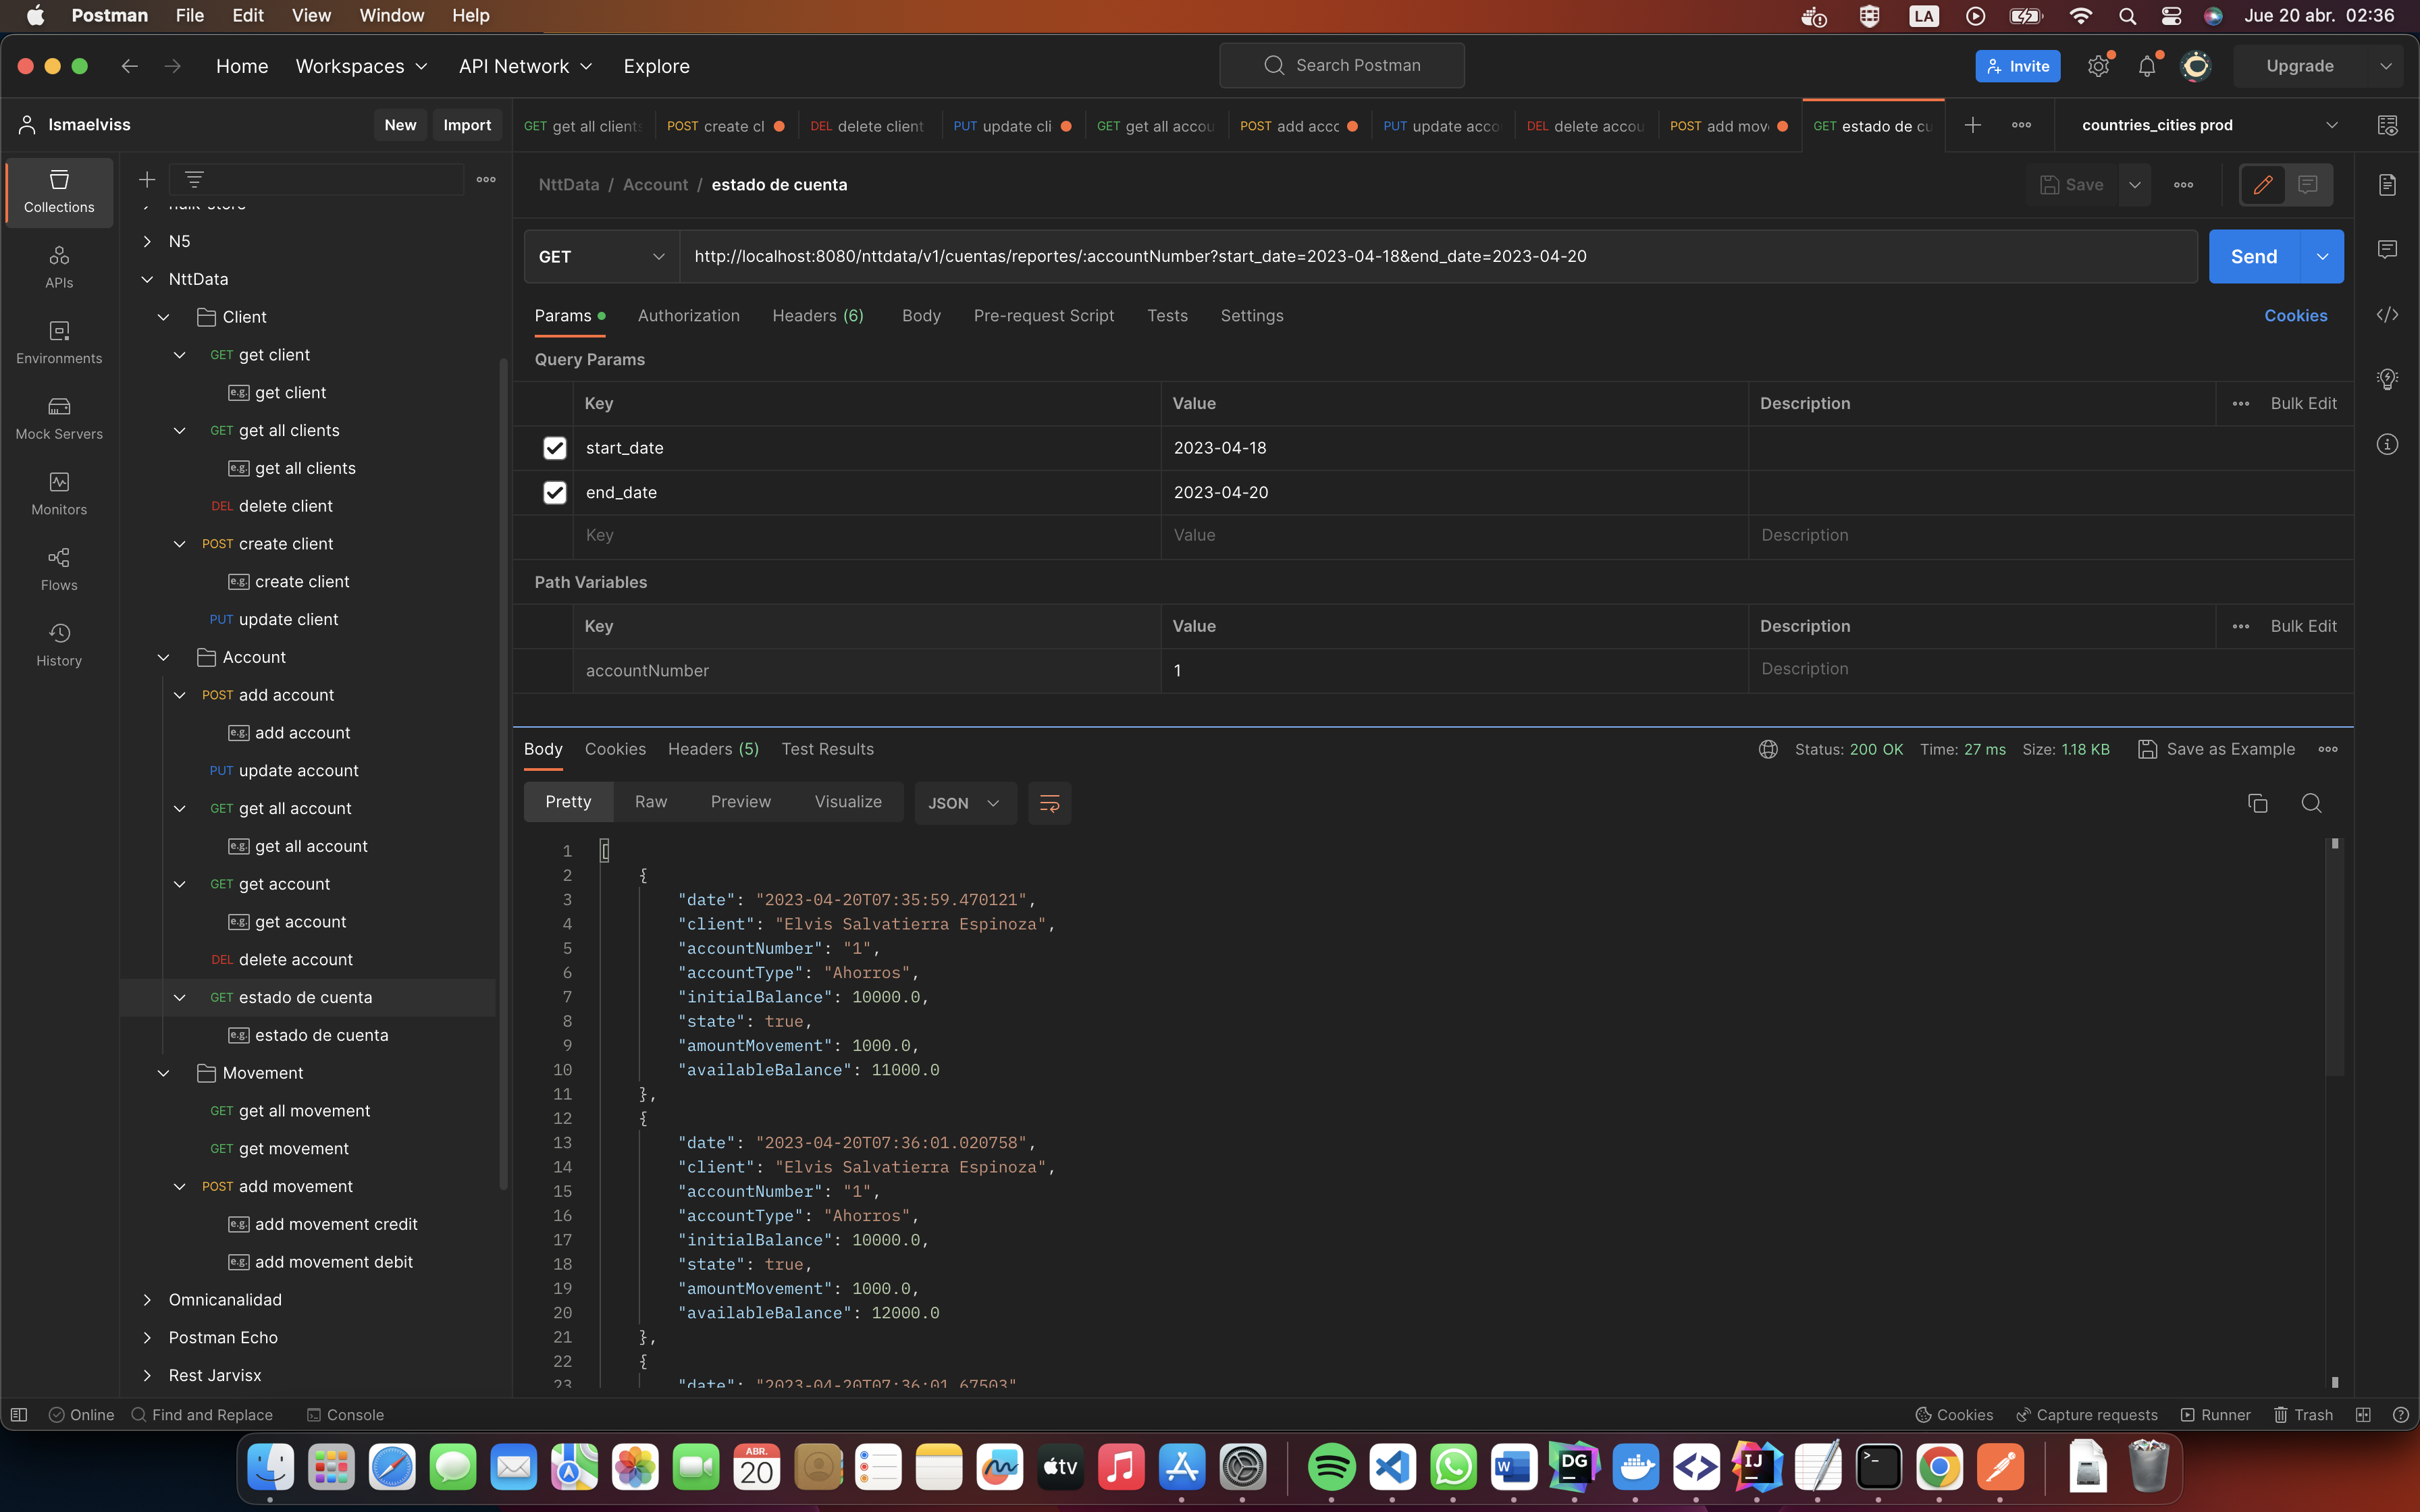 Postman File Edit View Window Help LA Jue 20 abr. 02:36
Home Workspaces API Network Explore Search Postman Invite Upgrade
Ismaelviss New Import
GET get all clients POST create cl DEL delete client PUT update cli GET get all accou POST add acco PUT update acco DEL delete accou POST add mov GET estado de cu countries_cities prod
Collections
APIs
Environments
Mock Servers
Monitors
Flows
History
N5
NttData
Client
GET get client
e.g. get client
GET get all clients
e.g. get all clients
DEL delete client
POST create client
e.g. create client
PUT update client
Account
POST add account
e.g. add account
PUT update account
GET get all account
e.g. get all account
GET get account
e.g. get account
DEL delete account
GET estado de cuenta
e.g. estado de cuenta
Movement
GET get all movement
GET get movement
POST add movement
e.g. add movement credit
e.g. add movement debit
Omnicanalidad
Postman Echo
Rest Jarvisx
NttData / Account / estado de cuenta Save
GET http://localhost:8080/nttdata/v1/cuentas/reportes/:accountNumber?start_date=2023-04-18&end_date=2023-04-20 Send
Params Authorization Headers (6) Body Pre-request Script Tests Settings Cookies
Query Params
Key Value Description Bulk Edit
start_date 2023-04-18
end_date 2023-04-20
Key Value Description
Path Variables
Key Value Description Bulk Edit
accountNumber 1 Description
Body Cookies Headers (5) Test Results Status: 200 OK Time: 27 ms Size: 1.18 KB Save as Example
Pretty Raw Preview Visualize JSON
1 [
2 {
3 "date": "2023-04-20T07:35:59.470121",
4 "client": "Elvis Salvatierra Espinoza",
5 "accountNumber": "1",
6 "accountType": "Ahorros",
7 "initialBalance": 10000.0,
8 "state": true,
9 "amountMovement": 1000.0,
10 "availableBalance": 11000.0
11 },
12 {
13 "date": "2023-04-20T07:36:01.020758",
14 "client": "Elvis Salvatierra Espinoza",
15 "accountNumber": "1",
16 "accountType": "Ahorros",
17 "initialBalance": 10000.0,
18 "state": true,
19 "amountMovement": 1000.0,
20 "availableBalance": 12000.0
21 },
22 {
23 "date": "2023-04-20T07:36:01.67503"
Online Find and Replace Console Cookies Capture requests Runner Trash
ABR.
20
tv
W
DG
IJ